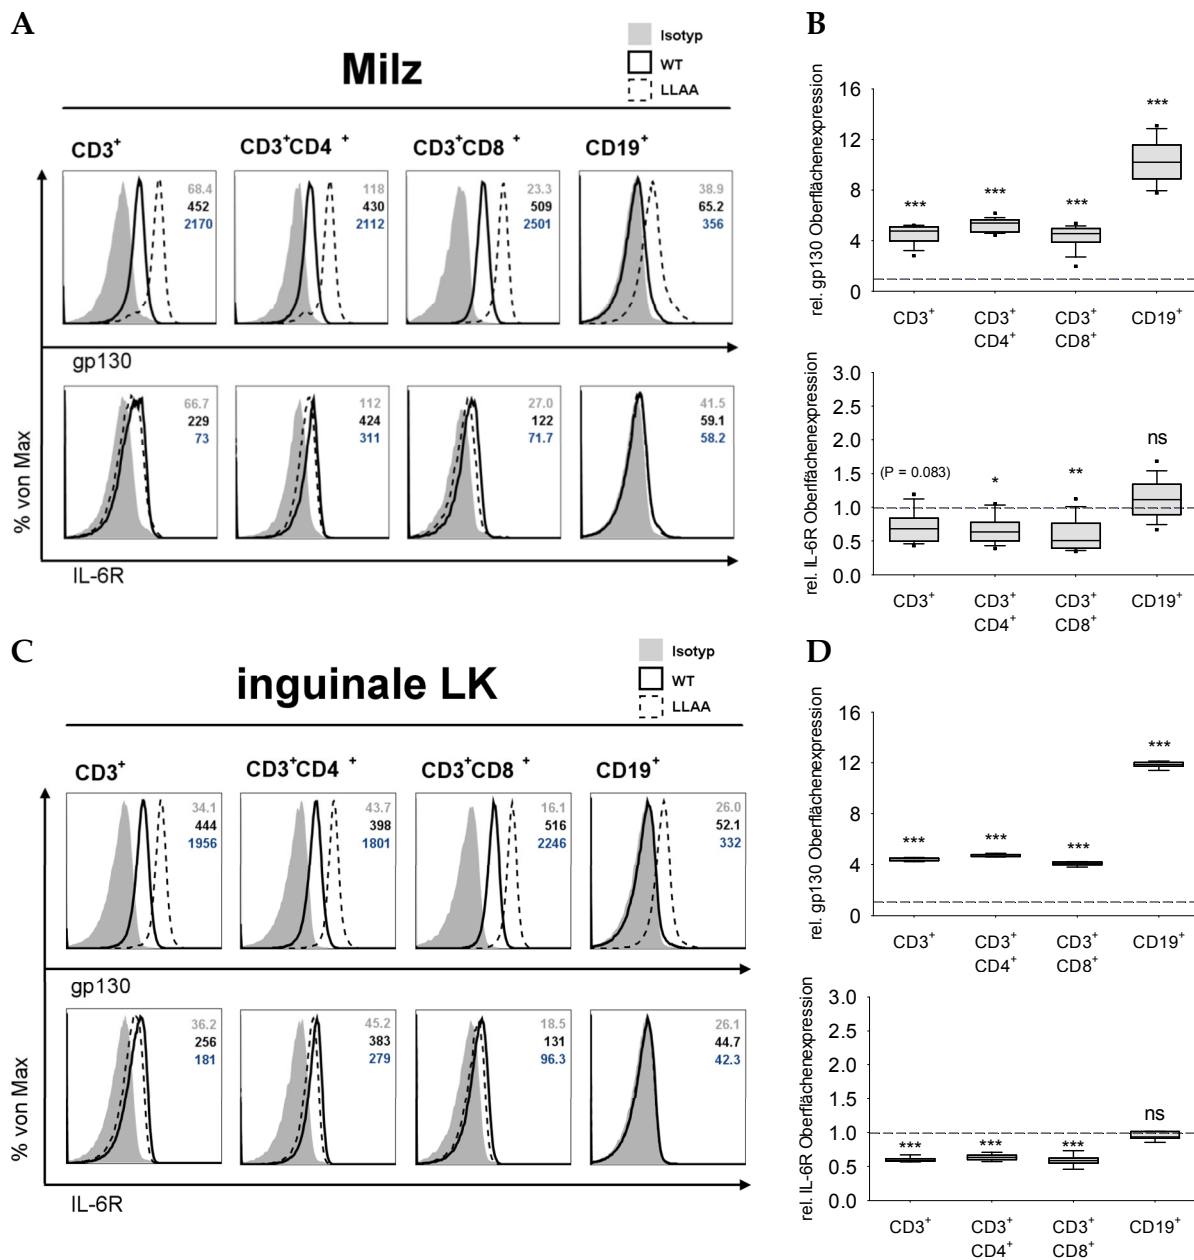 A
Isotyp
WT
LLAA
Milz
CD3+
CD3+CD4 +
CD3+CD8 +
CD19+
68.4
452
2170
118
430
2112
23.3
509
2501
38.9
65.2
356
gp130
66.7
229
73
112
424
311
27.0
122
71.7
41.5
59.1
58.2
% von Max
IL-6R
B
rel. gp130 Oberflächenexpression
16
12
8
4
0
***
***
***
***
CD3+
CD3+
CD4+
CD3+
CD8+
CD19+
rel. IL-6R Oberlfächenexpression
3.0
2.5
2.0
1.5
1.0
0.5
0.0
(P = 0.083)
*
**
ns
CD3+
CD3+
CD4+
CD3+
CD8+
CD19+
C
Isotyp
WT
LLAA
inguinale LK
CD3+
CD3+CD4 +
CD3+CD8 +
CD19+
34.1
444
1956
43.7
398
1801
16.1
516
2246
26.0
52.1
332
gp130
36.2
256
181
45.2
383
279
18.5
131
96.3
26.1
44.7
42.3
% von Max
IL-6R
D
rel. gp130 Oberflächenexpression
16
12
8
4
0
***
***
***
***
CD3+
CD3+
CD4+
CD3+
CD8+
CD19+
rel. IL-6R Oberflächenexpression
3.0
2.5
2.0
1.5
1.0
0.5
0.0
***
***
***
ns
CD3+
CD3+
CD4+
CD3+
CD8+
CD19+